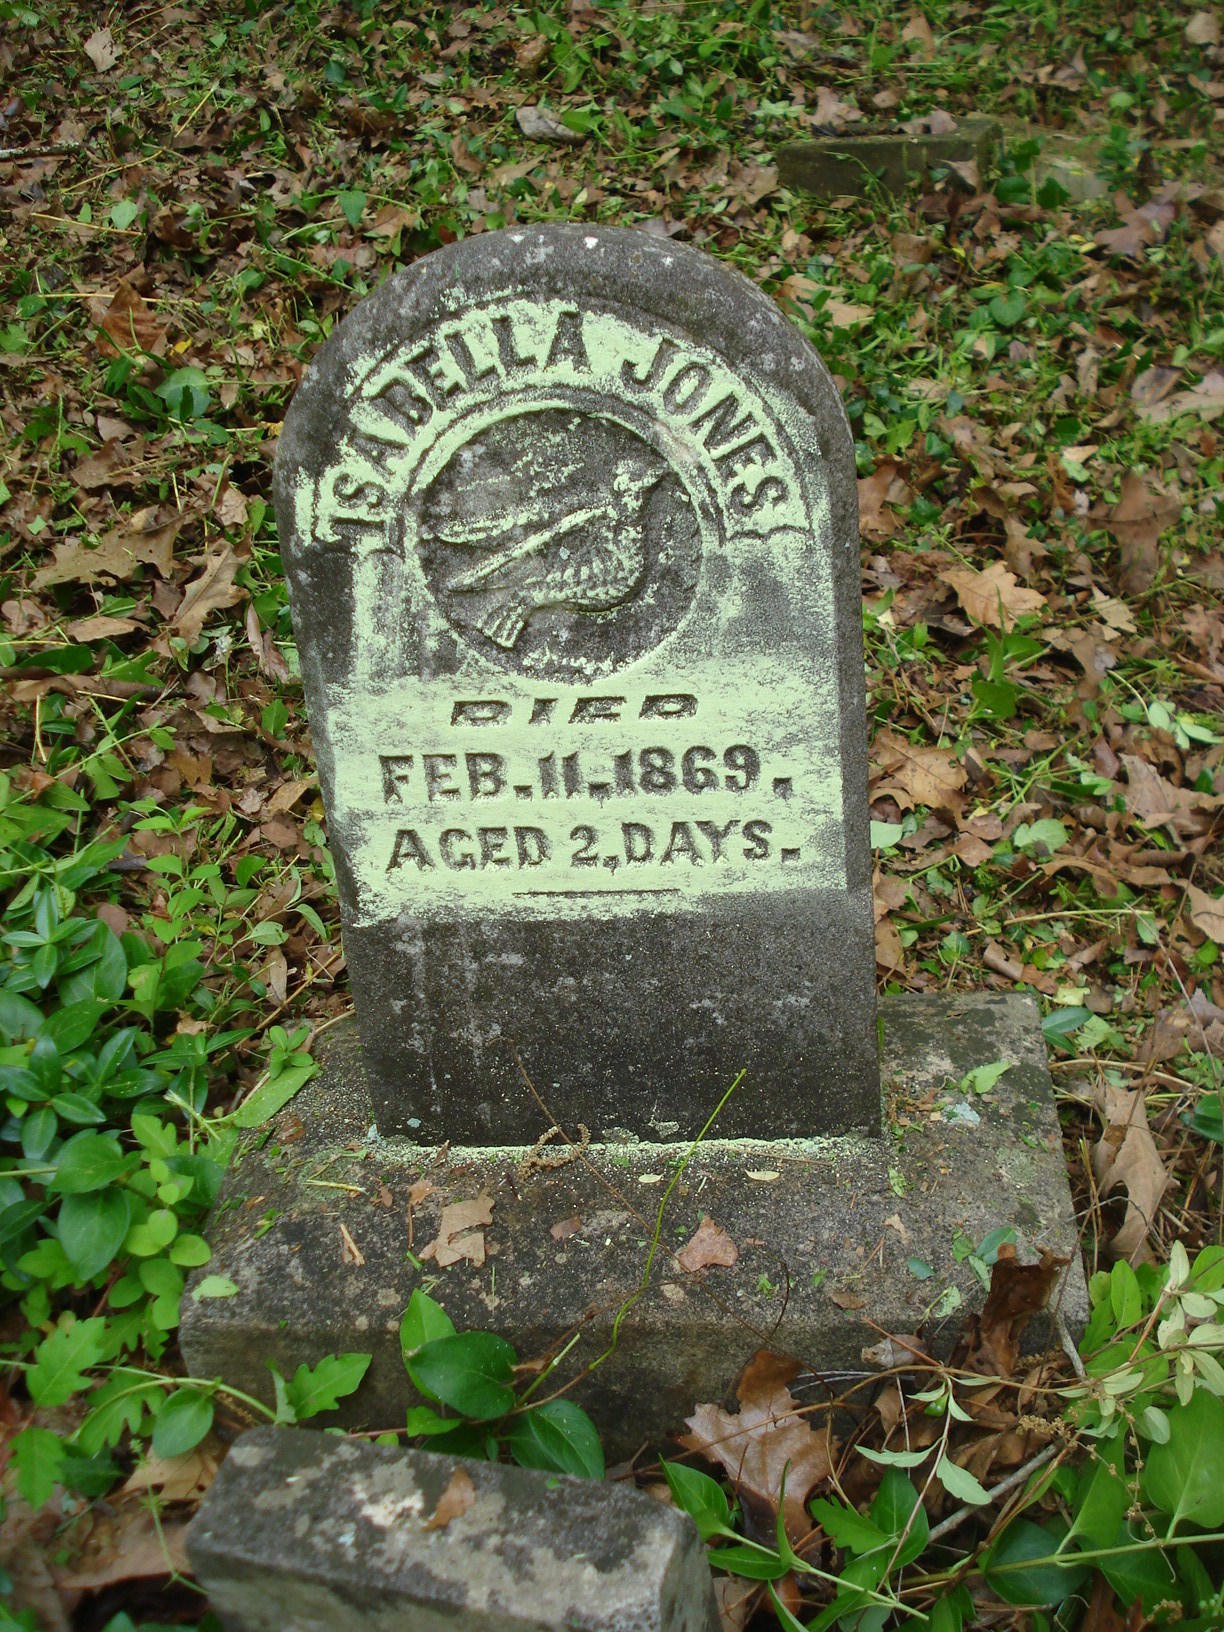 ISABELLA JONES
DIED
FEB. 11, 1869.
AGED 2, DAYS.